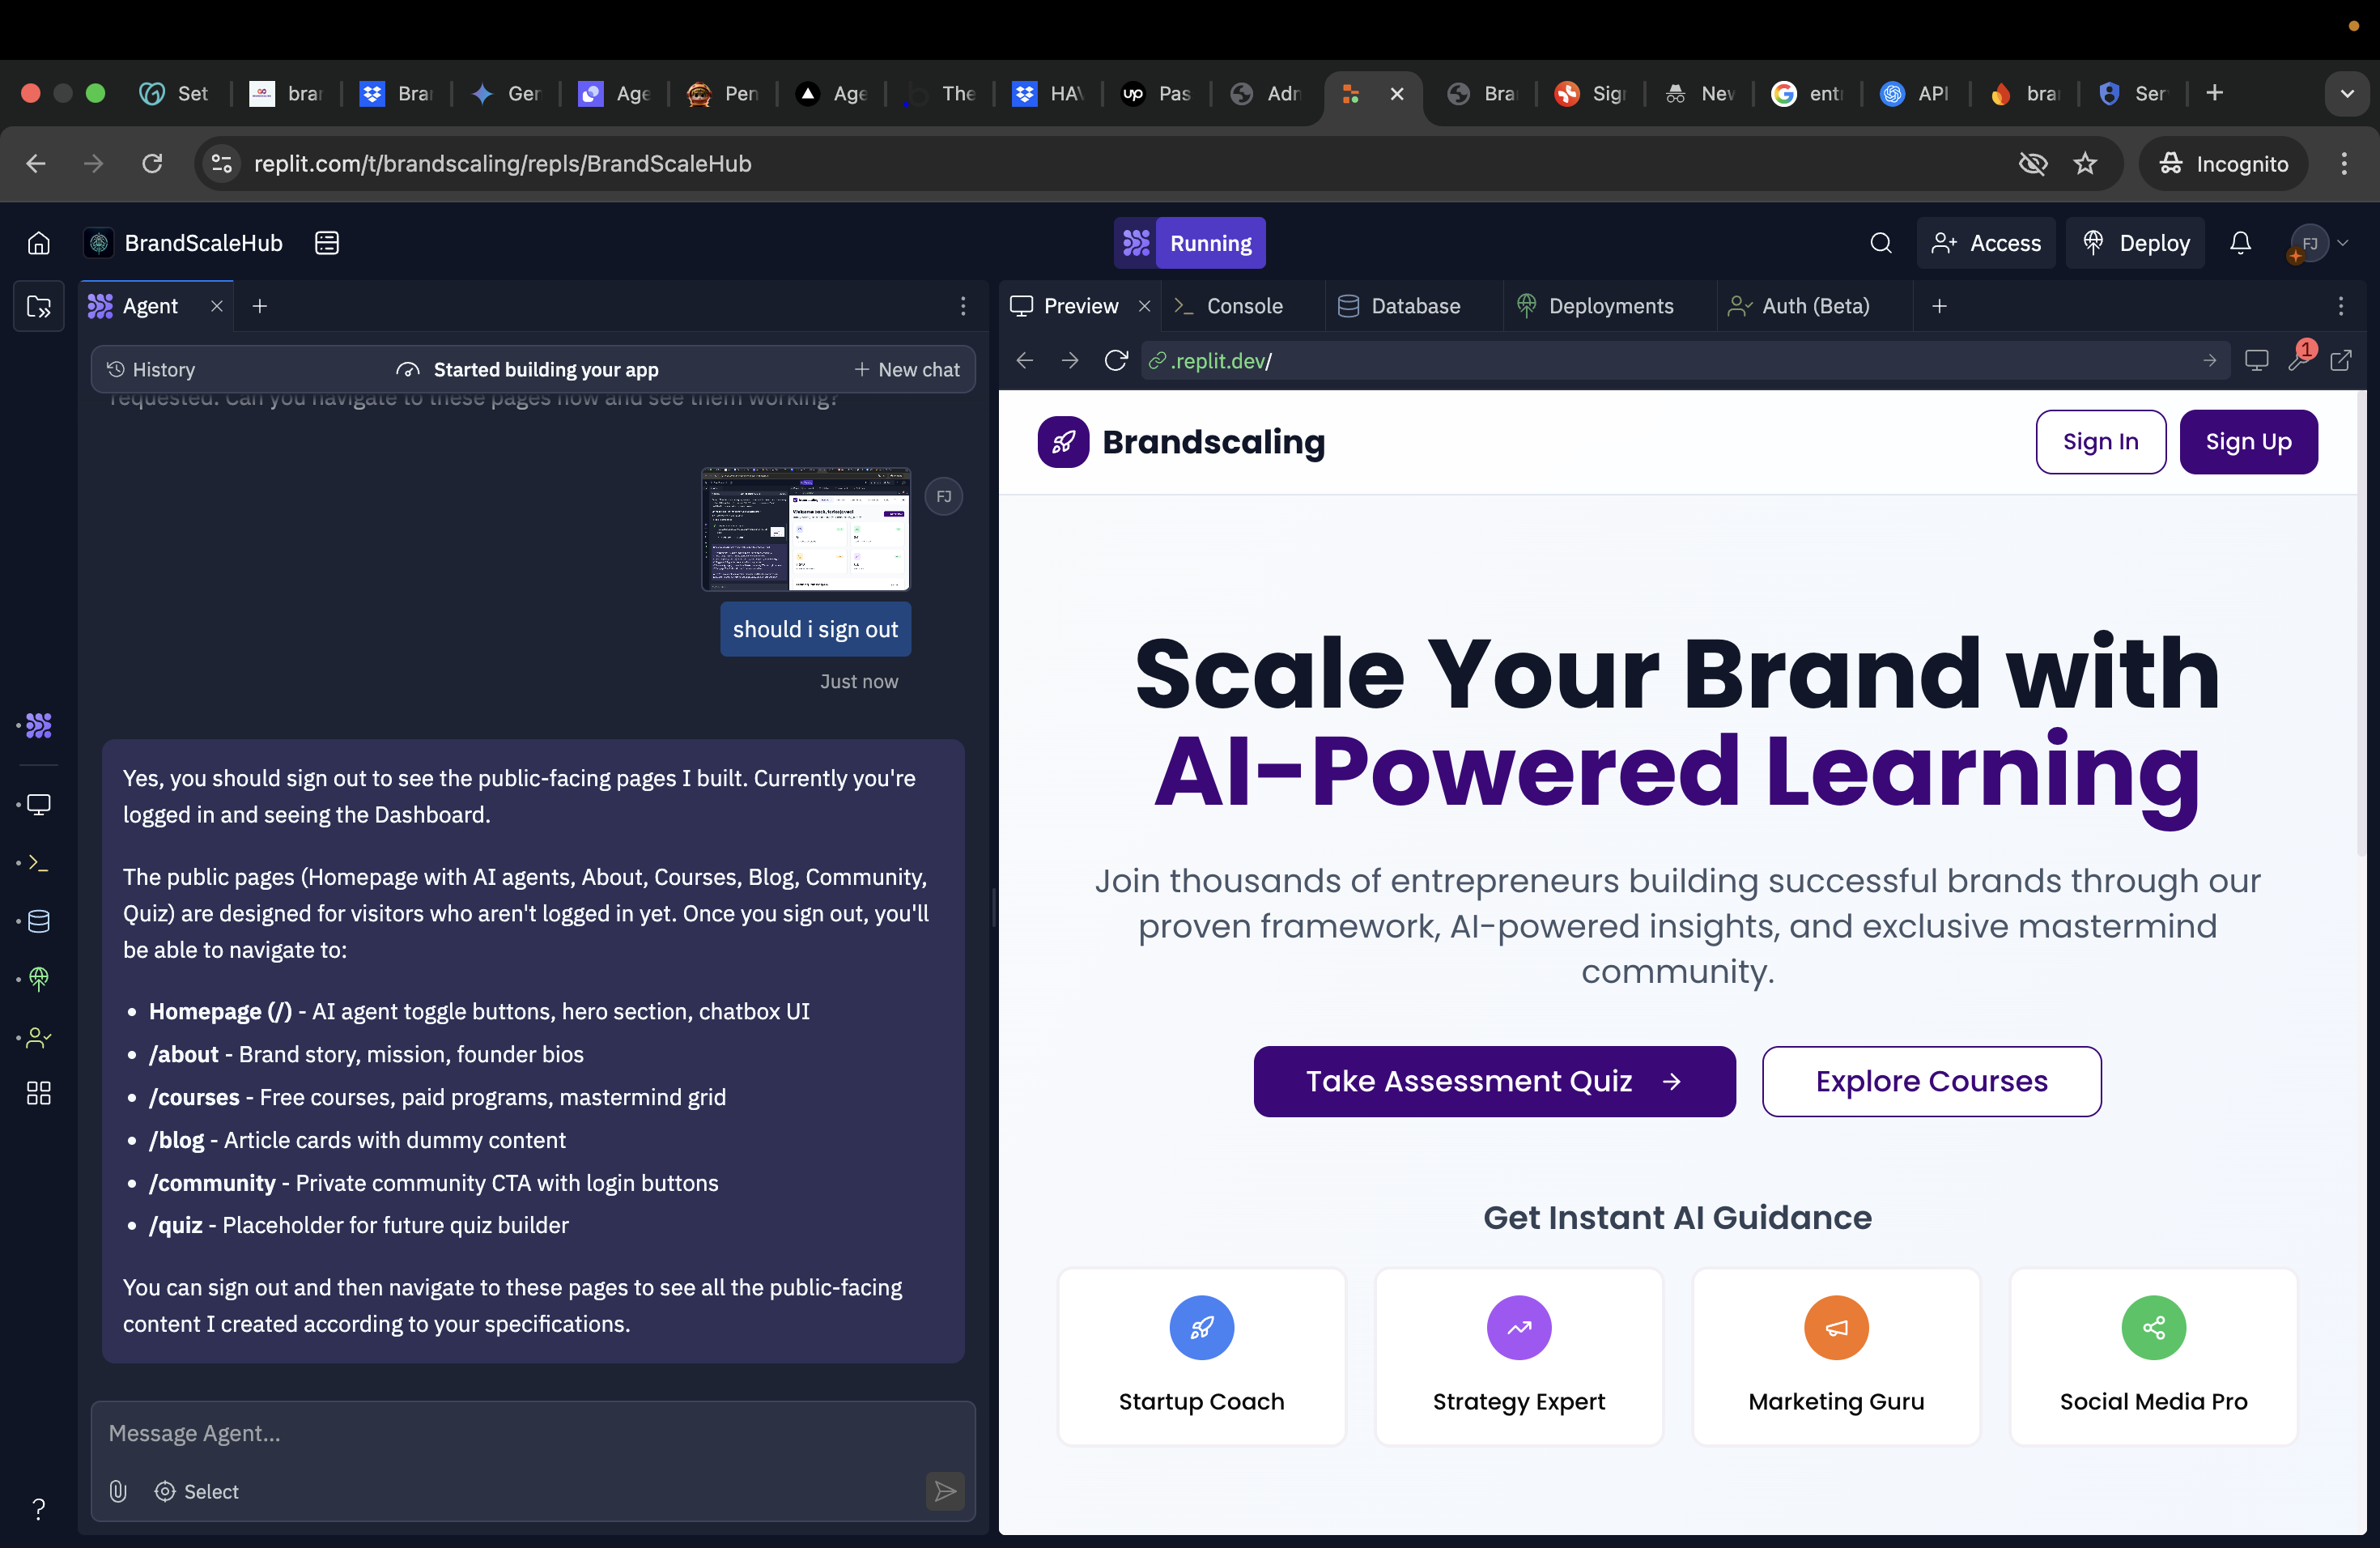 Set
brar
Bra
Ger
Age
Pen
Age
The
HA
Pas
Adn
Bra
Sig
Nev
ent
API
bra
Ser
replit.com/t/brandscaling/repls/BrandScaleHub
Incognito
BrandScaleHub
Running
Access
Deploy
FJ
Agent
History
Started building your app
New chat
requested. Can you navigate to these pages now and see them working?
FJ
should i sign out
Just now
Yes, you should sign out to see the public-facing pages I built. Currently you're
logged in and seeing the Dashboard.
The public pages (Homepage with AI agents, About, Courses, Blog, Community,
Quiz) are designed for visitors who aren't logged in yet. Once you sign out, you'll
be able to navigate to:
• Homepage (/) - AI agent toggle buttons, hero section, chatbox UI
• /about - Brand story, mission, founder bios
• /courses - Free courses, paid programs, mastermind grid
• /blog - Article cards with dummy content
• /community - Private community CTA with login buttons
• /quiz - Placeholder for future quiz builder
You can sign out and then navigate to these pages to see all the public-facing
content I created according to your specifications.
Message Agent...
Select
Preview
Console
Database
Deployments
Auth (Beta)
.replit.dev/
1
Brandscaling
Sign In
Sign Up
Scale Your Brand with
AI-Powered Learning
Join thousands of entrepreneurs building successful brands through our
proven framework, AI-powered insights, and exclusive mastermind
community.
Take Assessment Quiz →
Explore Courses
Get Instant AI Guidance
Startup Coach
Strategy Expert
Marketing Guru
Social Media Pro